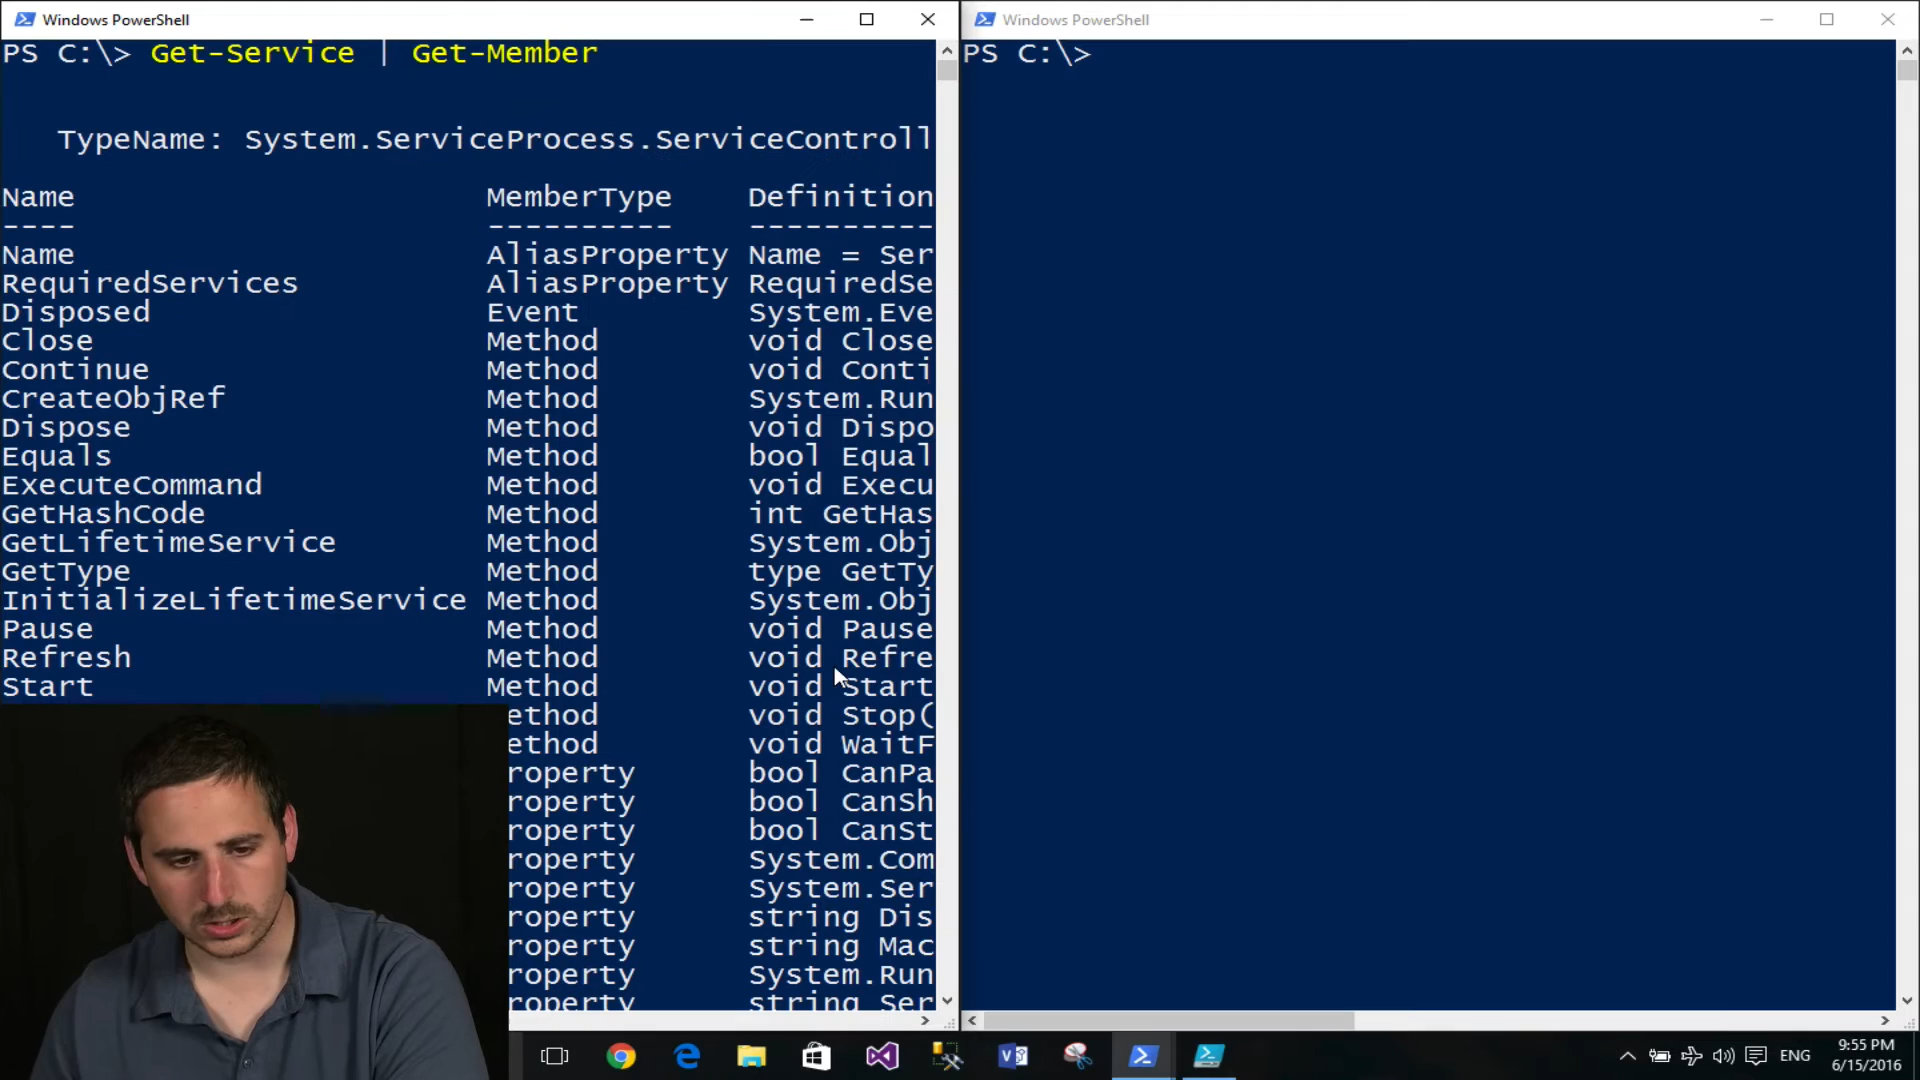 Windows PowerShell
PS C:\> Get-Service | Get-Member
TypeName: System.ServiceProcess.ServiceControll
Name MemberType Definition
---- ---------- ----------
Name AliasProperty Name = Ser
RequiredServices AliasProperty RequiredSe
Disposed Event System.Eve
Close Method void Close
Continue Method void Conti
CreateObjRef Method System.Run
Dispose Method void Dispo
Equals Method bool Equal
ExecuteCommand Method void Execu
GetHashCode Method int GetHas
GetLifetimeService Method System.Obj
GetType Method type GetTy
InitializeLifetimeService Method System.Obj
Pause Method void Pause
Refresh Method void Refre
Start Method void Start
ethod void Stop(
ethod void WaitF
roperty bool CanPa
roperty bool CanSh
roperty bool CanSt
roperty System.Com
roperty System.Ser
roperty string Dis
roperty string Mac
roperty System.Run
roperty string Ser
Windows PowerShell
PS C:\>
ENG
9:55 PM
6/15/2016